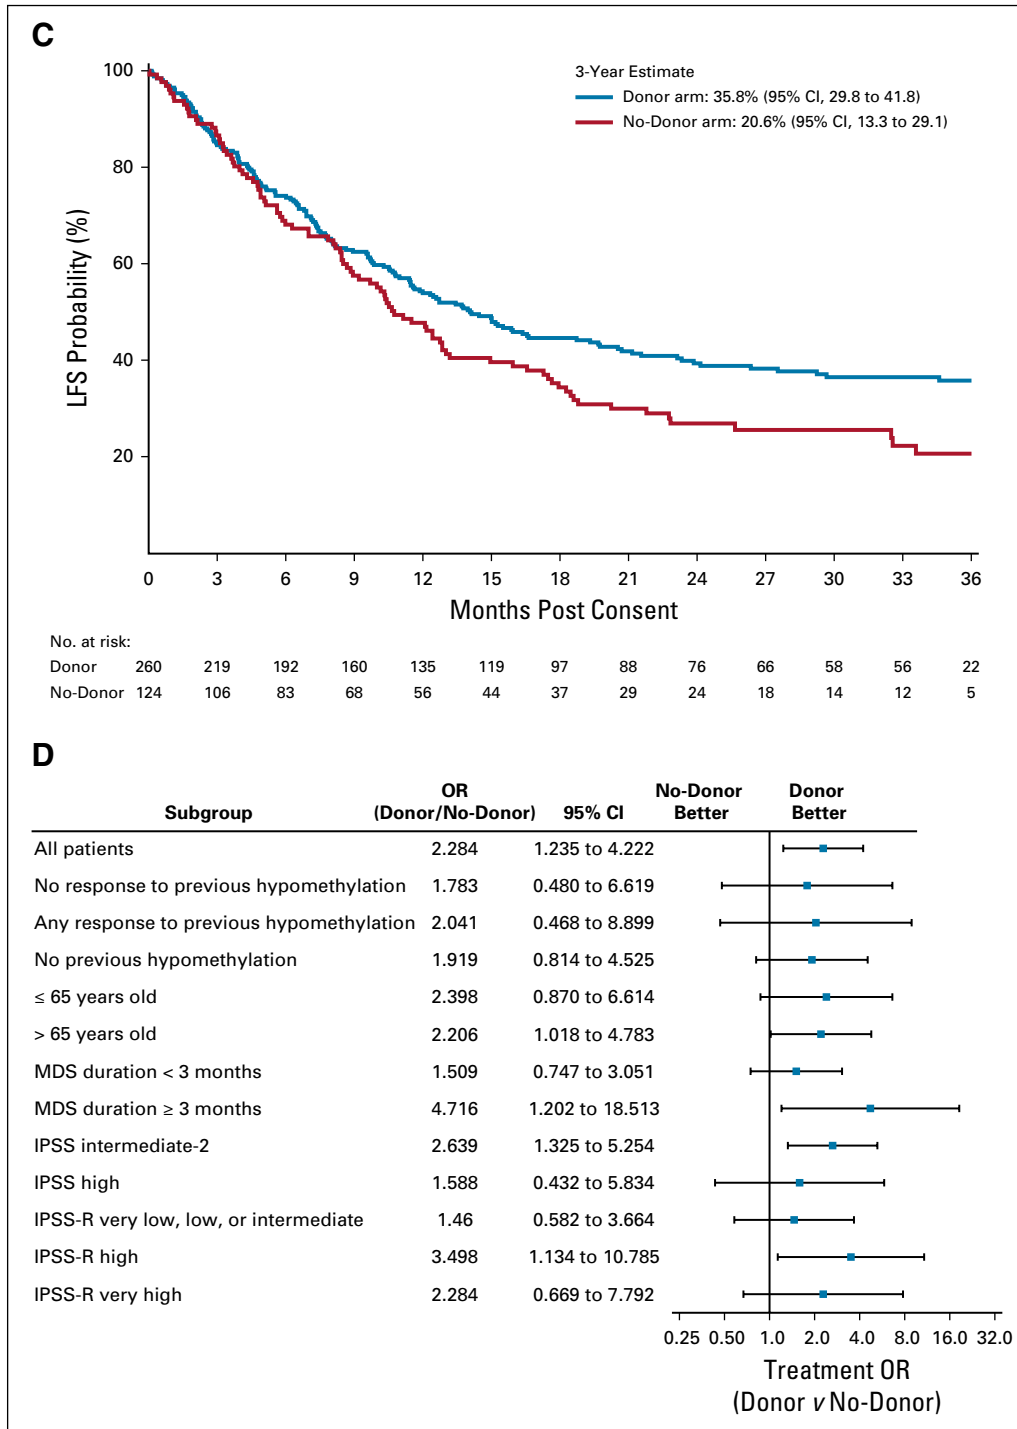 C
100
80
60
40
20
LFS Probability (%)
3-Year Estimate
Donor arm: 35.8% (95% CI, 29.8 to 41.8)
No-Donor arm: 20.6% (95% CI, 13.3 to 29.1)
0 3 6 9 12 15 18 21 24 27 30 33 36
Months Post Consent
No. at risk:
Donor 260 219 192 160 135 119 97 88 76 66 58 56 22
No-Donor 124 106 83 68 56 44 37 29 24 18 14 12 5
D
Subgroup OR (Donor/No-Donor) 95% CI No-Donor Better Donor Better
All patients 2.284 1.235 to 4.222
No response to previous hypomethylation 1.783 0.480 to 6.619
Any response to previous hypomethylation 2.041 0.468 to 8.899
No previous hypomethylation 1.919 0.814 to 4.525
≤ 65 years old 2.398 0.870 to 6.614
> 65 years old 2.206 1.018 to 4.783
MDS duration < 3 months 1.509 0.747 to 3.051
MDS duration ≥ 3 months 4.716 1.202 to 18.513
IPSS intermediate-2 2.639 1.325 to 5.254
IPSS high 1.588 0.432 to 5.834
IPSS-R very low, low, or intermediate 1.46 0.582 to 3.664
IPSS-R high 3.498 1.134 to 10.785
IPSS-R very high 2.284 0.669 to 7.792
0.25 0.50 1.0 2.0 4.0 8.0 16.0 32.0
Treatment OR
(Donor v No-Donor)